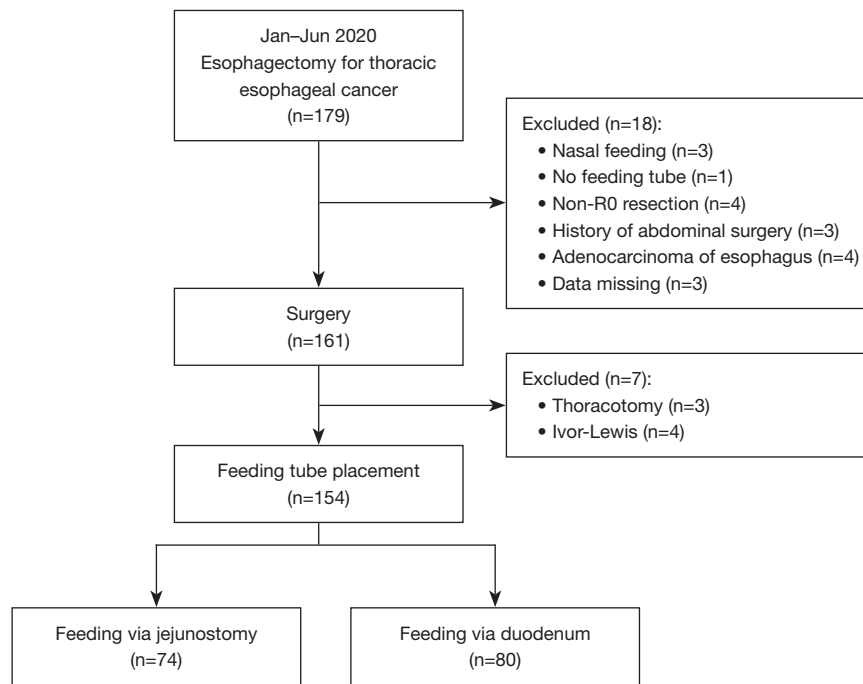 Jan–Jun 2020
Esophagectomy for thoracic
esophageal cancer
(n=179)
Excluded (n=18):
• Nasal feeding (n=3)
• No feeding tube (n=1)
• Non-R0 resection (n=4)
• History of abdominal surgery (n=3)
• Adenocarcinoma of esophagus (n=4)
• Data missing (n=3)
Surgery
(n=161)
Excluded (n=7):
• Thoracotomy (n=3)
• Ivor-Lewis (n=4)
Feeding tube placement
(n=154)
Feeding via jejunostomy
(n=74)
Feeding via duodenum
(n=80)